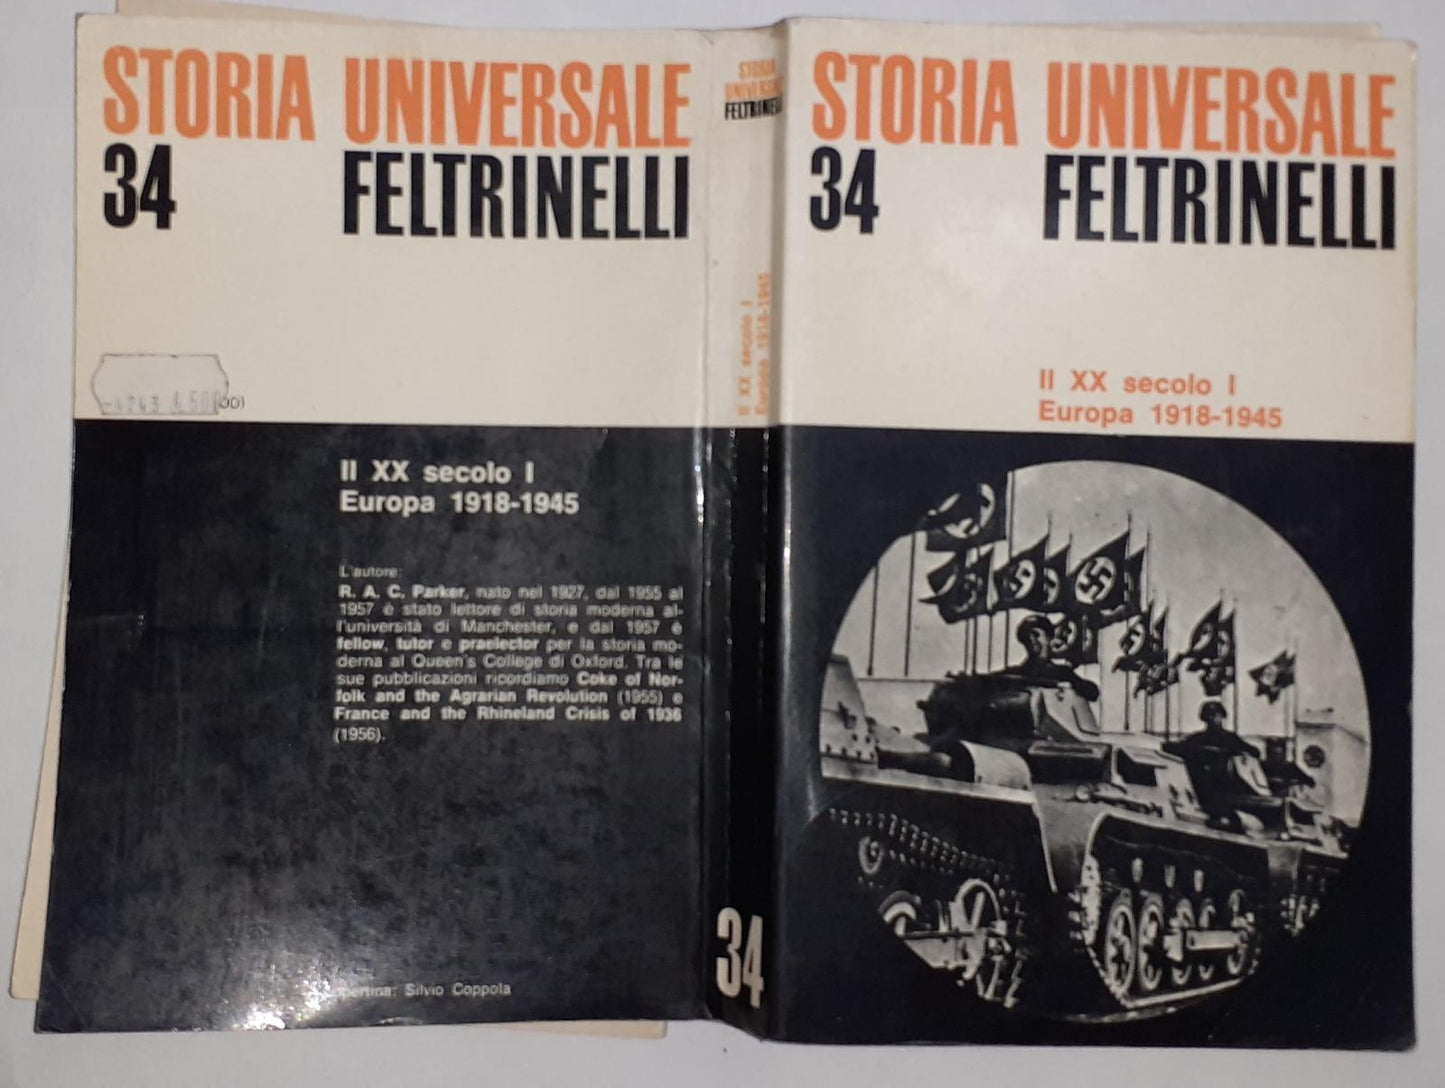 STORIA UNIVERSALE
34 FELTRINELLI
Il XX secolo I
Europa 1918-1945
L'autore:
R. A. C. Parker, nato nel 1927, dal 1955 al
1957 è stato lettore di storia moderna al-
l'università di Manchester, e dal 1957 è
fellow, tutor e praelector per la storia mo-
derna al Queen's College di Oxford. Tra le
sue pubblicazioni ricordiamo Coke of Nor-
folk and the Agrarian Revolution (1955) e
France and the Rhineland Crisis of 1936
(1956).
Silvio Coppola
STORIA
UNIVERSALE
FELTRINELLI
Il XX secolo I
Europa 1918-1945
34
STORIA UNIVERSALE
34 FELTRINELLI
Il XX secolo I
Europa 1918-1945